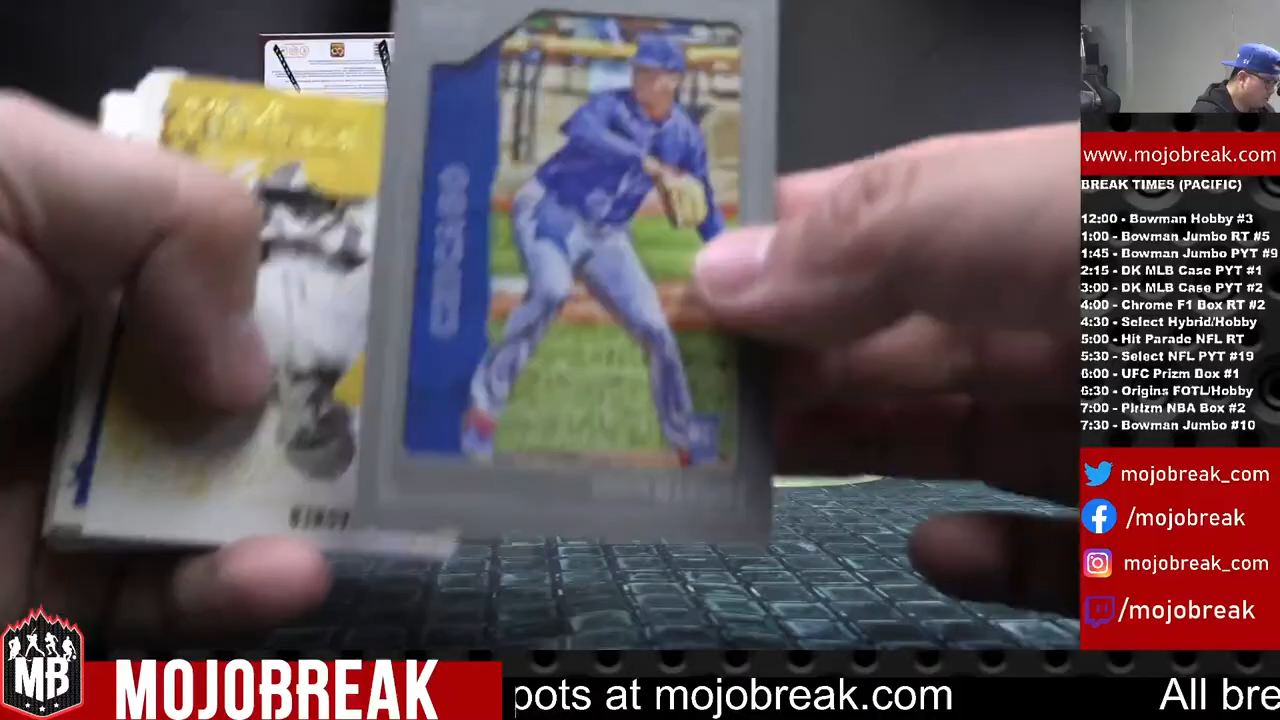 CHICAGO
www.mojobreak.com
BREAK TIMES (PACIFIC)
12:00 - Bowman Hobby #3
1:00 - Bowman Jumbo RT #5
1:45 - Bowman Jumbo PYT #9
2:15 - DK MLB Case PYT #1
3:00 - DK MLB Case PYT #2
4:00 - Chrome F1 Box RT #2
4:30 - Select Hybrid/Hobby
5:00 - Hit Parade NFL RT
5:30 - Select NFL PYT #19
6:00 - UFC Prizm Box #1
6:30 - Origins FOTL/Hobby
7:00 - Plrizm NBA Box #2
7:30 - Bowman Jumbo #10
mojobreak_com
/mojobreak
mojobreak_com
/mojobreak
MB
MOJOBREAK
pots at mojobreak.com
All bre